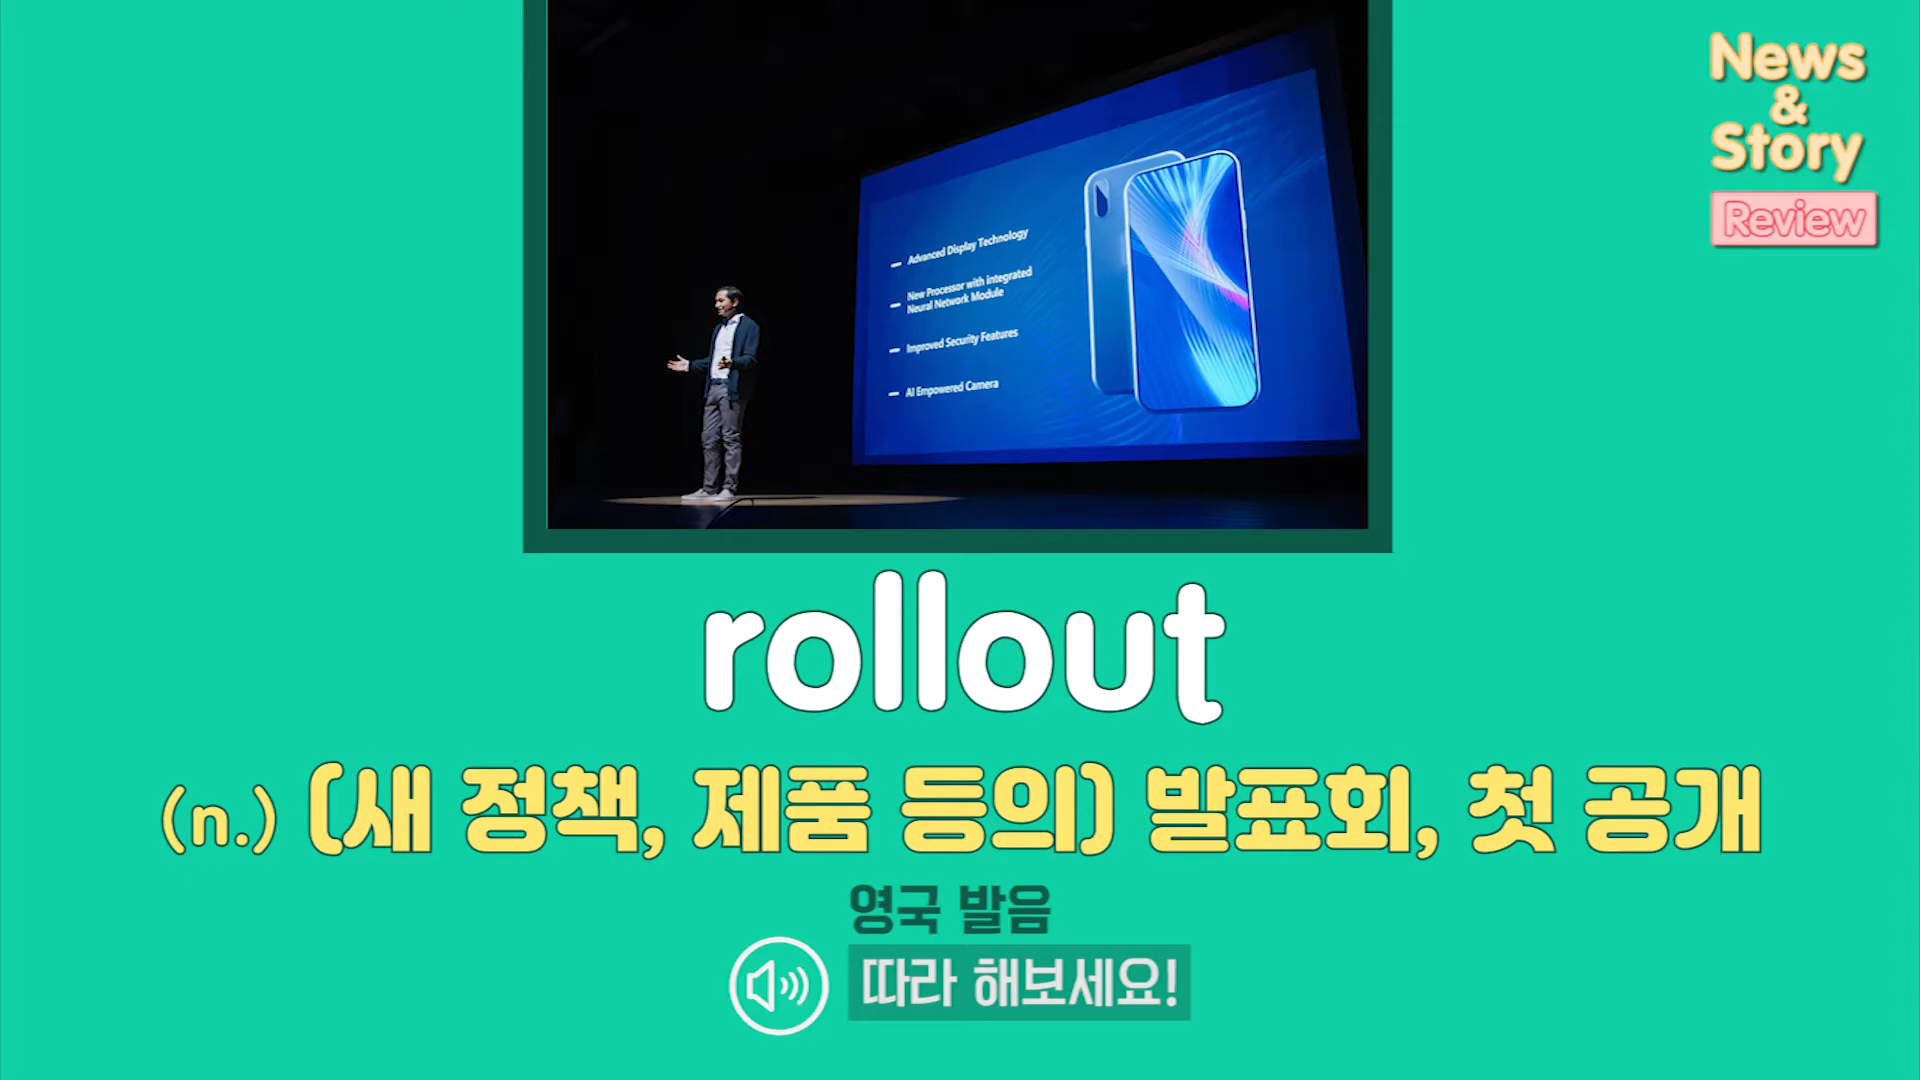 News
&
Story
Review
Advanced Display Technology
New Processor with integrated
Neural Network Module
Improved Security Features
AI Empowered Camera
rollout
(n.) (새 정책, 제품 등의) 발표회, 첫 공개
영국 발음
따라 해보세요!